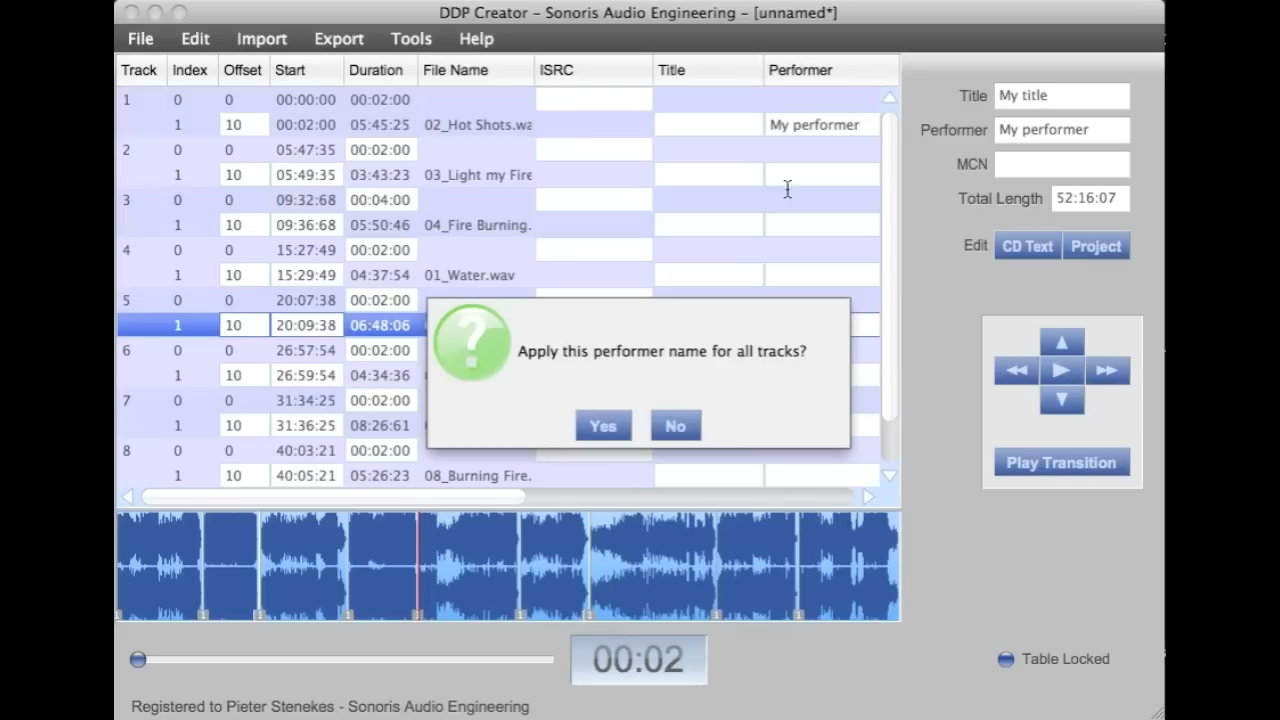 DDP Creator - Sonoris Audio Engineering - [unnamed*]
File Edit Import Export Tools Help
Track Index Offset Start Duration File Name ISRC Title Performer
1 0 0 00:00:00 00:02:00
1 10 00:02:00 05:45:25 02_Hot Shots.wa My performer
2 0 0 05:47:35 00:02:00
1 10 05:49:35 03:43:23 03_Light my Fire
3 0 0 09:32:68 00:04:00
1 10 09:36:68 05:50:46 04_Fire Burning.
4 0 0 15:27:49 00:02:00
1 10 15:29:49 04:37:54 01_Water.wav
5 0 0 20:07:38 00:02:00
1 10 20:09:38 06:48:06
6 0 0 26:57:54 00:02:00
1 10 26:59:54 04:34:36
7 0 0 31:34:25 00:02:00
1 10 31:36:25 08:26:61
8 0 0 40:03:21 00:02:00
1 10 40:05:21 05:26:23 08_Burning Fire.
Apply this performer name for all tracks?
Yes No
Title My title
Performer My performer
MCN
Total Length 52:16:07
Edit CD Text Project
Play Transition
00:02
Table Locked
Registered to Pieter Stenekes - Sonoris Audio Engineering